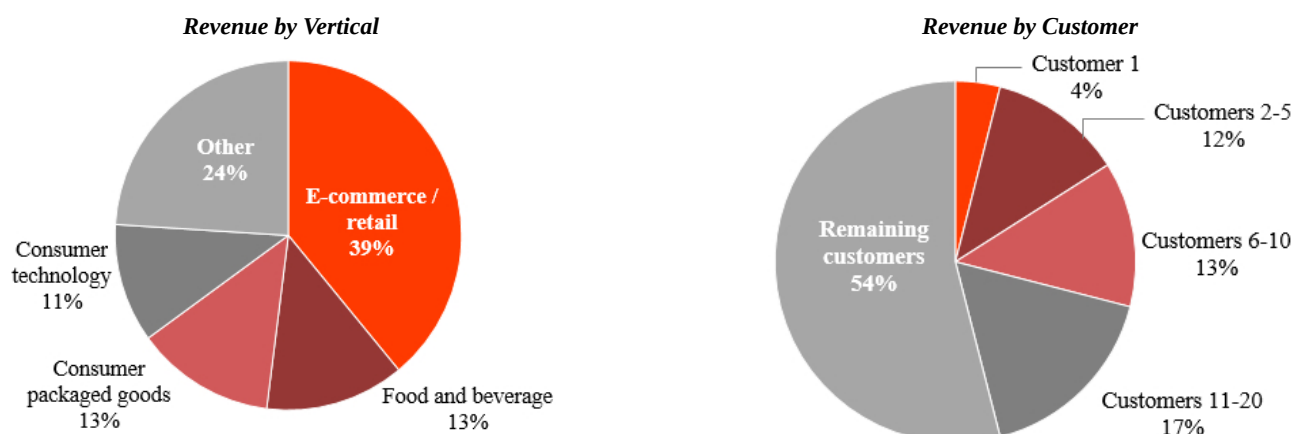 Revenue by Vertical
Other
24%
E-commerce /
retail
39%
Consumer
technology
11%
Consumer
packaged goods
13%
Food and beverage
13%
Revenue by Customer
Customer 1
4%
Customers 2-5
12%
Customers 6-10
13%
Remaining
customers
54%
Customers 11-20
17%